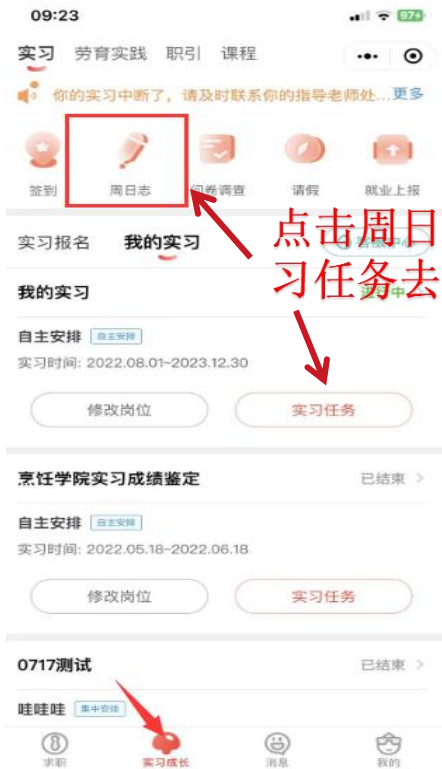 09:23
97
实习 劳育实践 职引 课程
你的实习中断了，请及时联系你的指导老师处...更多
签到 周日志 问卷调查 请假 就业上报
实习报名 我的实习
点击周日
习任务去
我的实习
自主安排 自主安排
实习时间: 2022.08.01~2023.12.30
修改岗位 实习任务
烹饪学院实习成绩鉴定 已结束 >
自主安排 自主安排
实习时间: 2022.05.18~2022.06.18
修改岗位 实习任务
0717测试 已结束 >
哇哇哇 集中安排
求职 实习成长 消息 我的